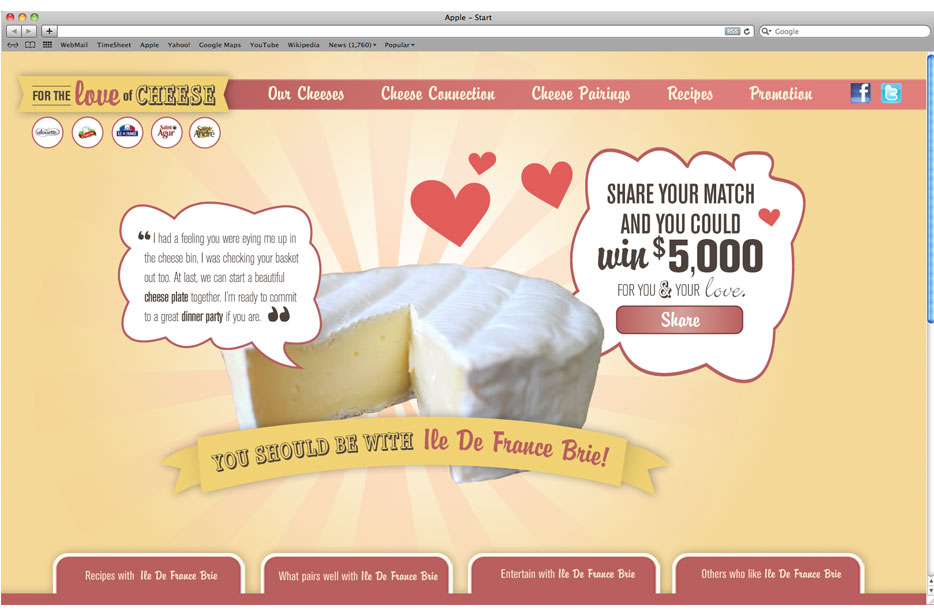 Apple - Start
RSS
Google
WebMail TimeSheet Apple Yahoo! Google Maps YouTube Wikipedia News (1,760) Popular
FOR THE love of CHEESE
Our Cheeses Cheese Connection Cheese Pairings Recipes Promotion
f t
alouette ILE DE FRANCE Saint Agur Saint André
SHARE YOUR MATCH
AND YOU COULD
win $5,000
FOR YOU & YOUR love.
Share
“ I had a feeling you were eying me up in
the cheese bin, I was checking your basket
out too. At last, we can start a beautiful
cheese plate together. I'm ready to commit
to a great dinner party if you are. ”
YOU SHOULD BE WITH Ile De France Brie!
Recipes with Ile De France Brie
What pairs well with Ile De France Brie
Entertain with Ile De France Brie
Others who like Ile De France Brie